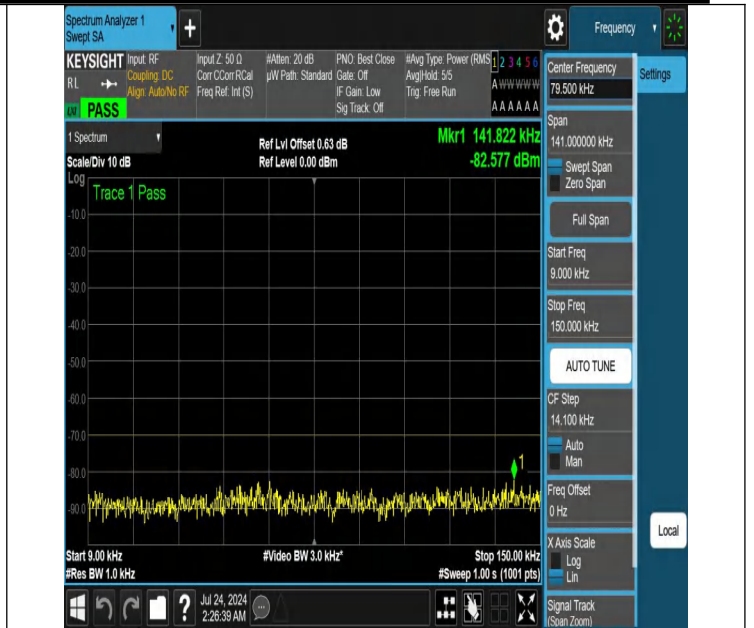 Spectrum Analyzer 1
Swept SA
+
Frequency
KEYSIGHT
RL
PASS
Input: RF
Coupling: DC
Align: Auto/No RF
Input Z: 50 Ω
Corr CCorr RCal
Freq Ref: Int (S)
#Atten: 20 dB
µW Path: Standard
PNO: Best Close
Gate: Off
IF Gain: Low
Sig Track: Off
#Avg Type: Power (RMS
Avg|Hold: 5/5
Trig: Free Run
1 2 3 4 5 6
A W W W W W
A A A A A A
1 Spectrum
Scale/Div 10 dB
Ref Lvl Offset 0.63 dB
Ref Level 0.00 dBm
Mkr1 141.822 kHz
-82.577 dBm
Log
Trace 1 Pass
-10.0
-20.0
-30.0
-40.0
-50.0
-60.0
-70.0
-80.0
-90.0
1
Start 9.00 kHz
#Video BW 3.0 kHz*
Stop 150.00 kHz
#Res BW 1.0 kHz
#Sweep 1.00 s (1001 pts)
Jul 24, 2024
2:26:39 AM
?
Center Frequency
79.500 kHz
Settings
Span
141.000000 kHz
Swept Span
Zero Span
Full Span
Start Freq
9.000 kHz
Stop Freq
150.000 kHz
AUTO TUNE
CF Step
14.100 kHz
Auto
Man
Freq Offset
0 Hz
X Axis Scale
Log
Lin
Local
Signal Track
(Span Zoom)